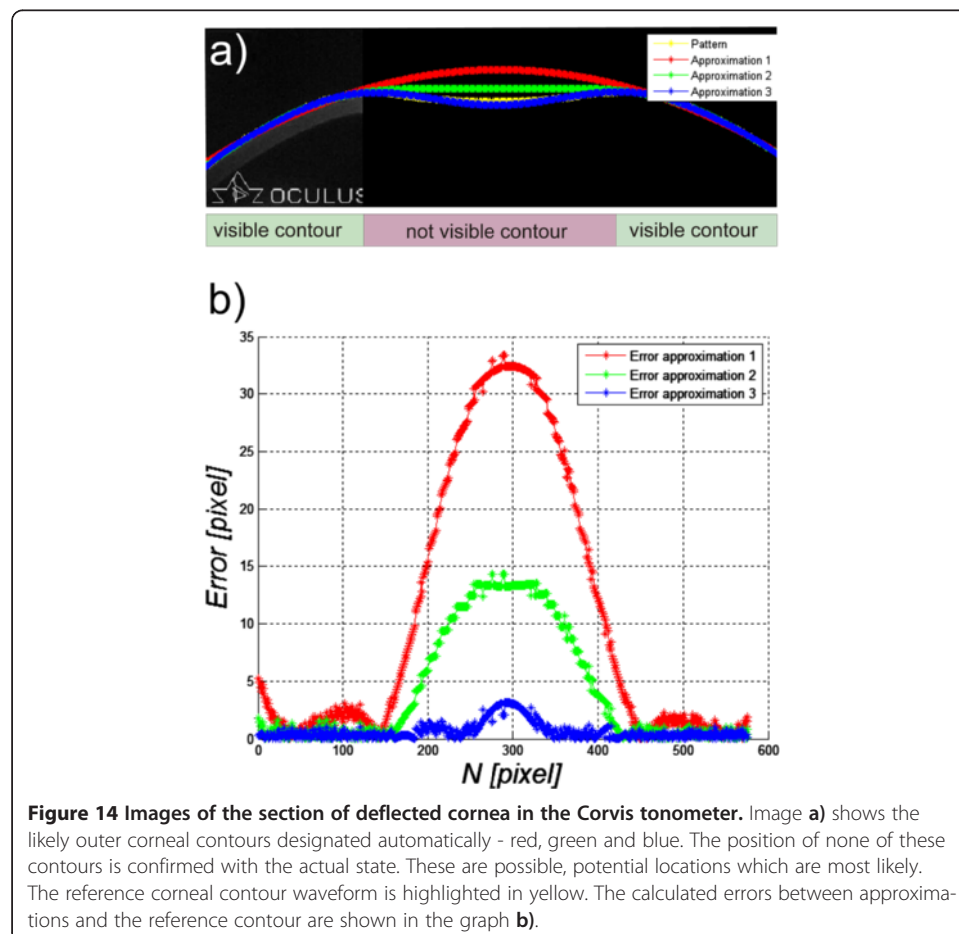 a)
Pattern
Approximation 1
Approximation 2
Approximation 3
OCULUS
visible contour
not visible contour
visible contour
b)
35
30
25
20
15
10
5
0
Error [pixel]
Error approximation 1
Error approximation 2
Error approximation 3
0 100 200 300 400 500 600
N [pixel]
Figure 14 Images of the section of deflected cornea in the Corvis tonometer. Image a) shows the
likely outer corneal contours designated automatically - red, green and blue. The position of none of these
contours is confirmed with the actual state. These are possible, potential locations which are most likely.
The reference corneal contour waveform is highlighted in yellow. The calculated errors between approxima-
tions and the reference contour are shown in the graph b).